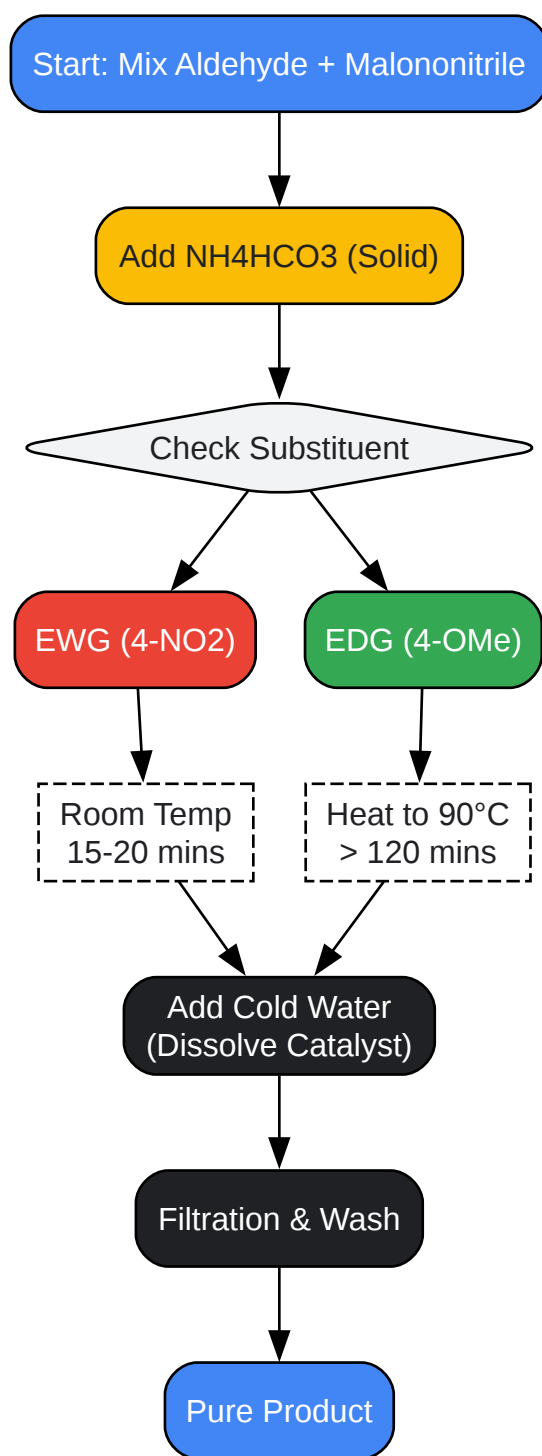 Start: Mix Aldehyde + Malononitrile
Add NH4HCO3 (Solid)
Check Substituent
EWG (4-NO2)
EDG (4-OMe)
Room Temp
15-20 mins
Heat to 90°C
> 120 mins
Add Cold Water
(Dissolve Catalyst)
Filtration & Wash
Pure Product